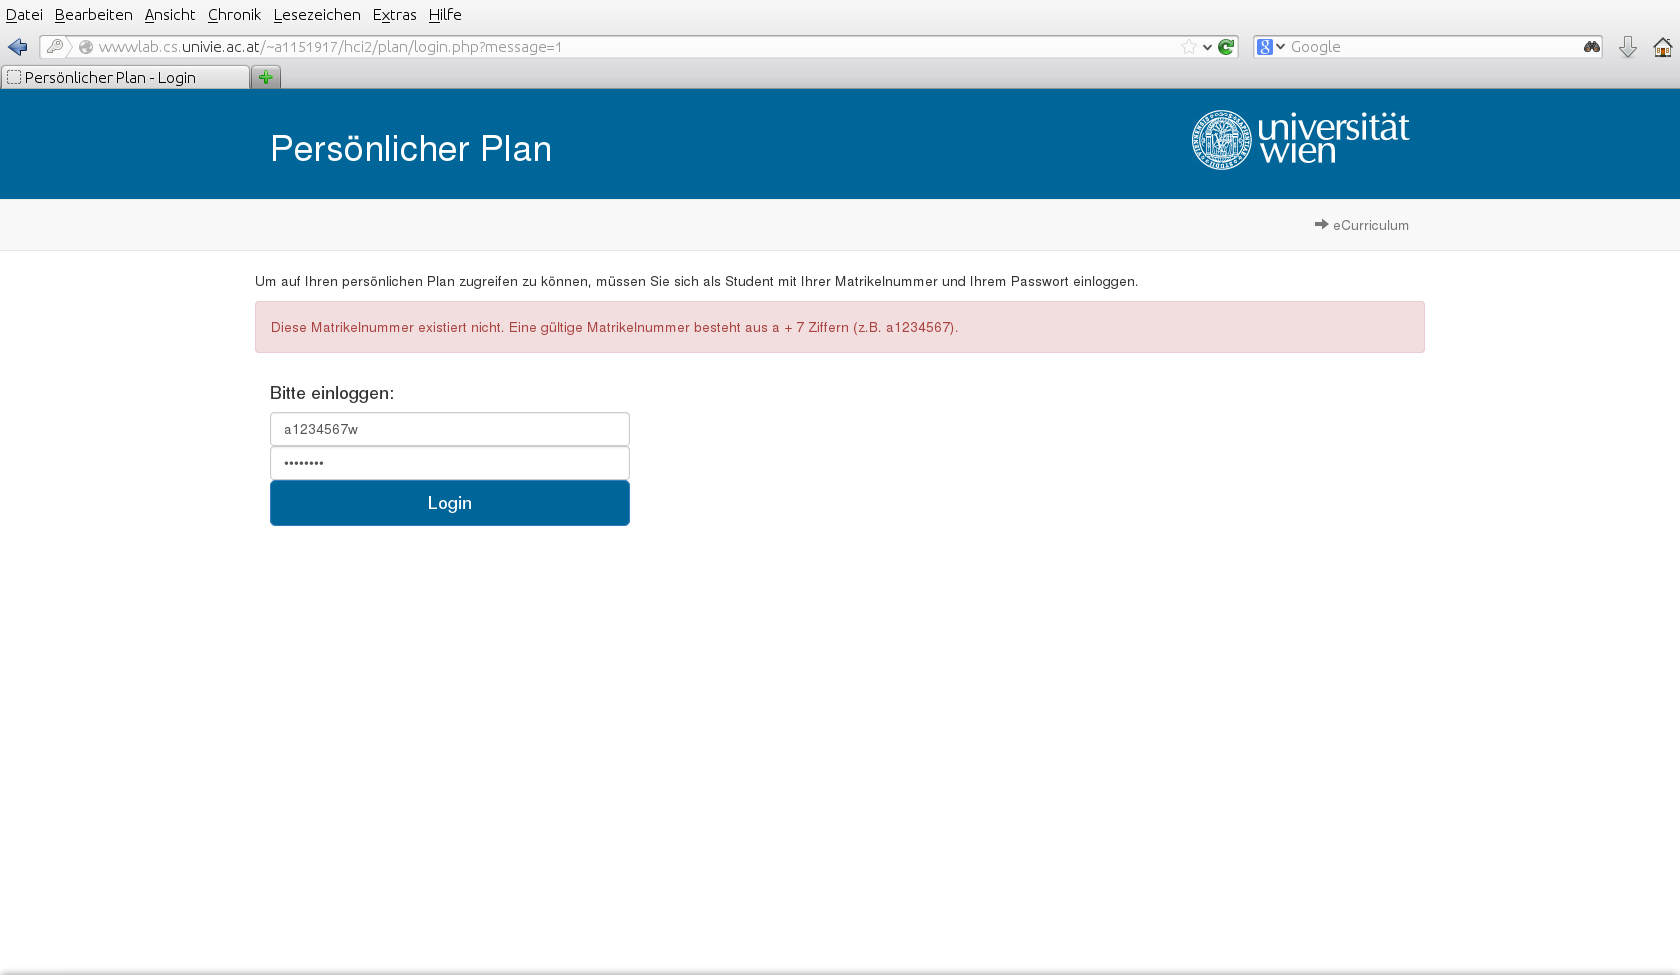 Datei Bearbeiten Ansicht Chronik Lesezeichen Extras Hilfe
wwwlab.cs.univie.ac.at/~a1151917/hci2/plan/login.php?message=1
Google
Persönlicher Plan - Login
Persönlicher Plan
universität
wien
eCurriculum
Um auf Ihren persönlichen Plan zugreifen zu können, müssen Sie sich als Student mit Ihrer Matrikelnummer und Ihrem Passwort einloggen.
Diese Matrikelnummer existiert nicht. Eine gültige Matrikelnummer besteht aus a + 7 Ziffern (z.B. a1234567).
Bitte einloggen:
a1234567w
••••••••
Login